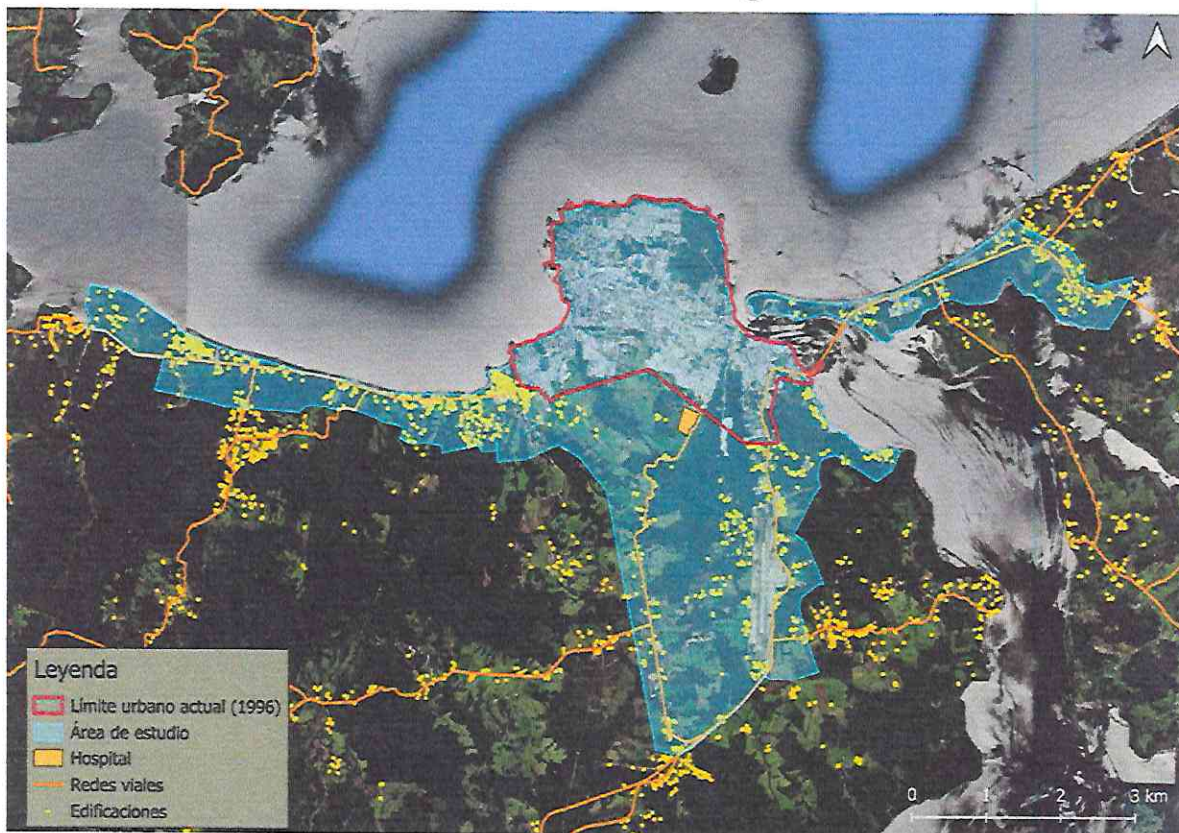 Leyenda
Límite urbano actual (1996)
Área de estudio
Hospital
Redes viales
Edificaciones
0 1 2 3 km